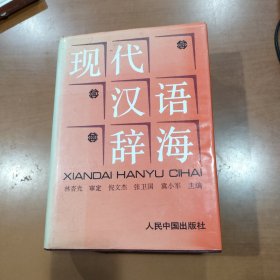 现代
汉语
辞海
XIANDAI HANYU CIHAI
林杏光 审定 倪文杰 张卫国 冀小军 主编
人民中国出版社